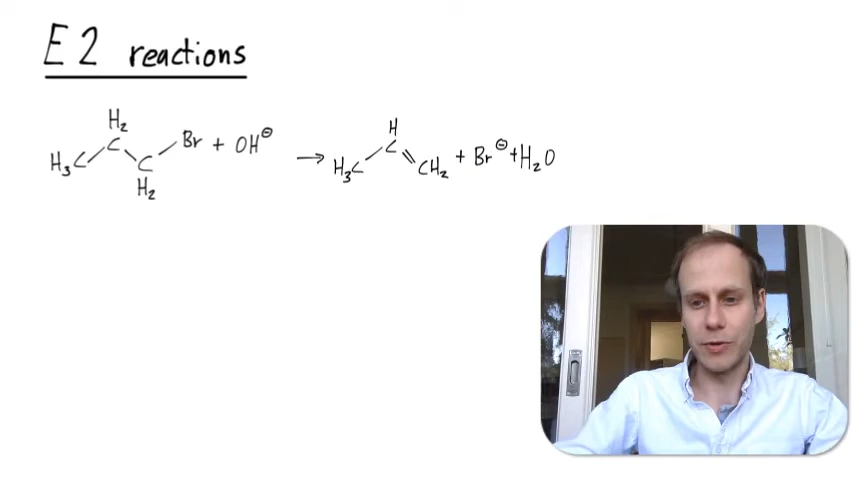 E2 reactions
H₂
H₃C C C Br + OH⊖ → H₃C C CH₂ + Br⊖ + H₂O
H₂ H